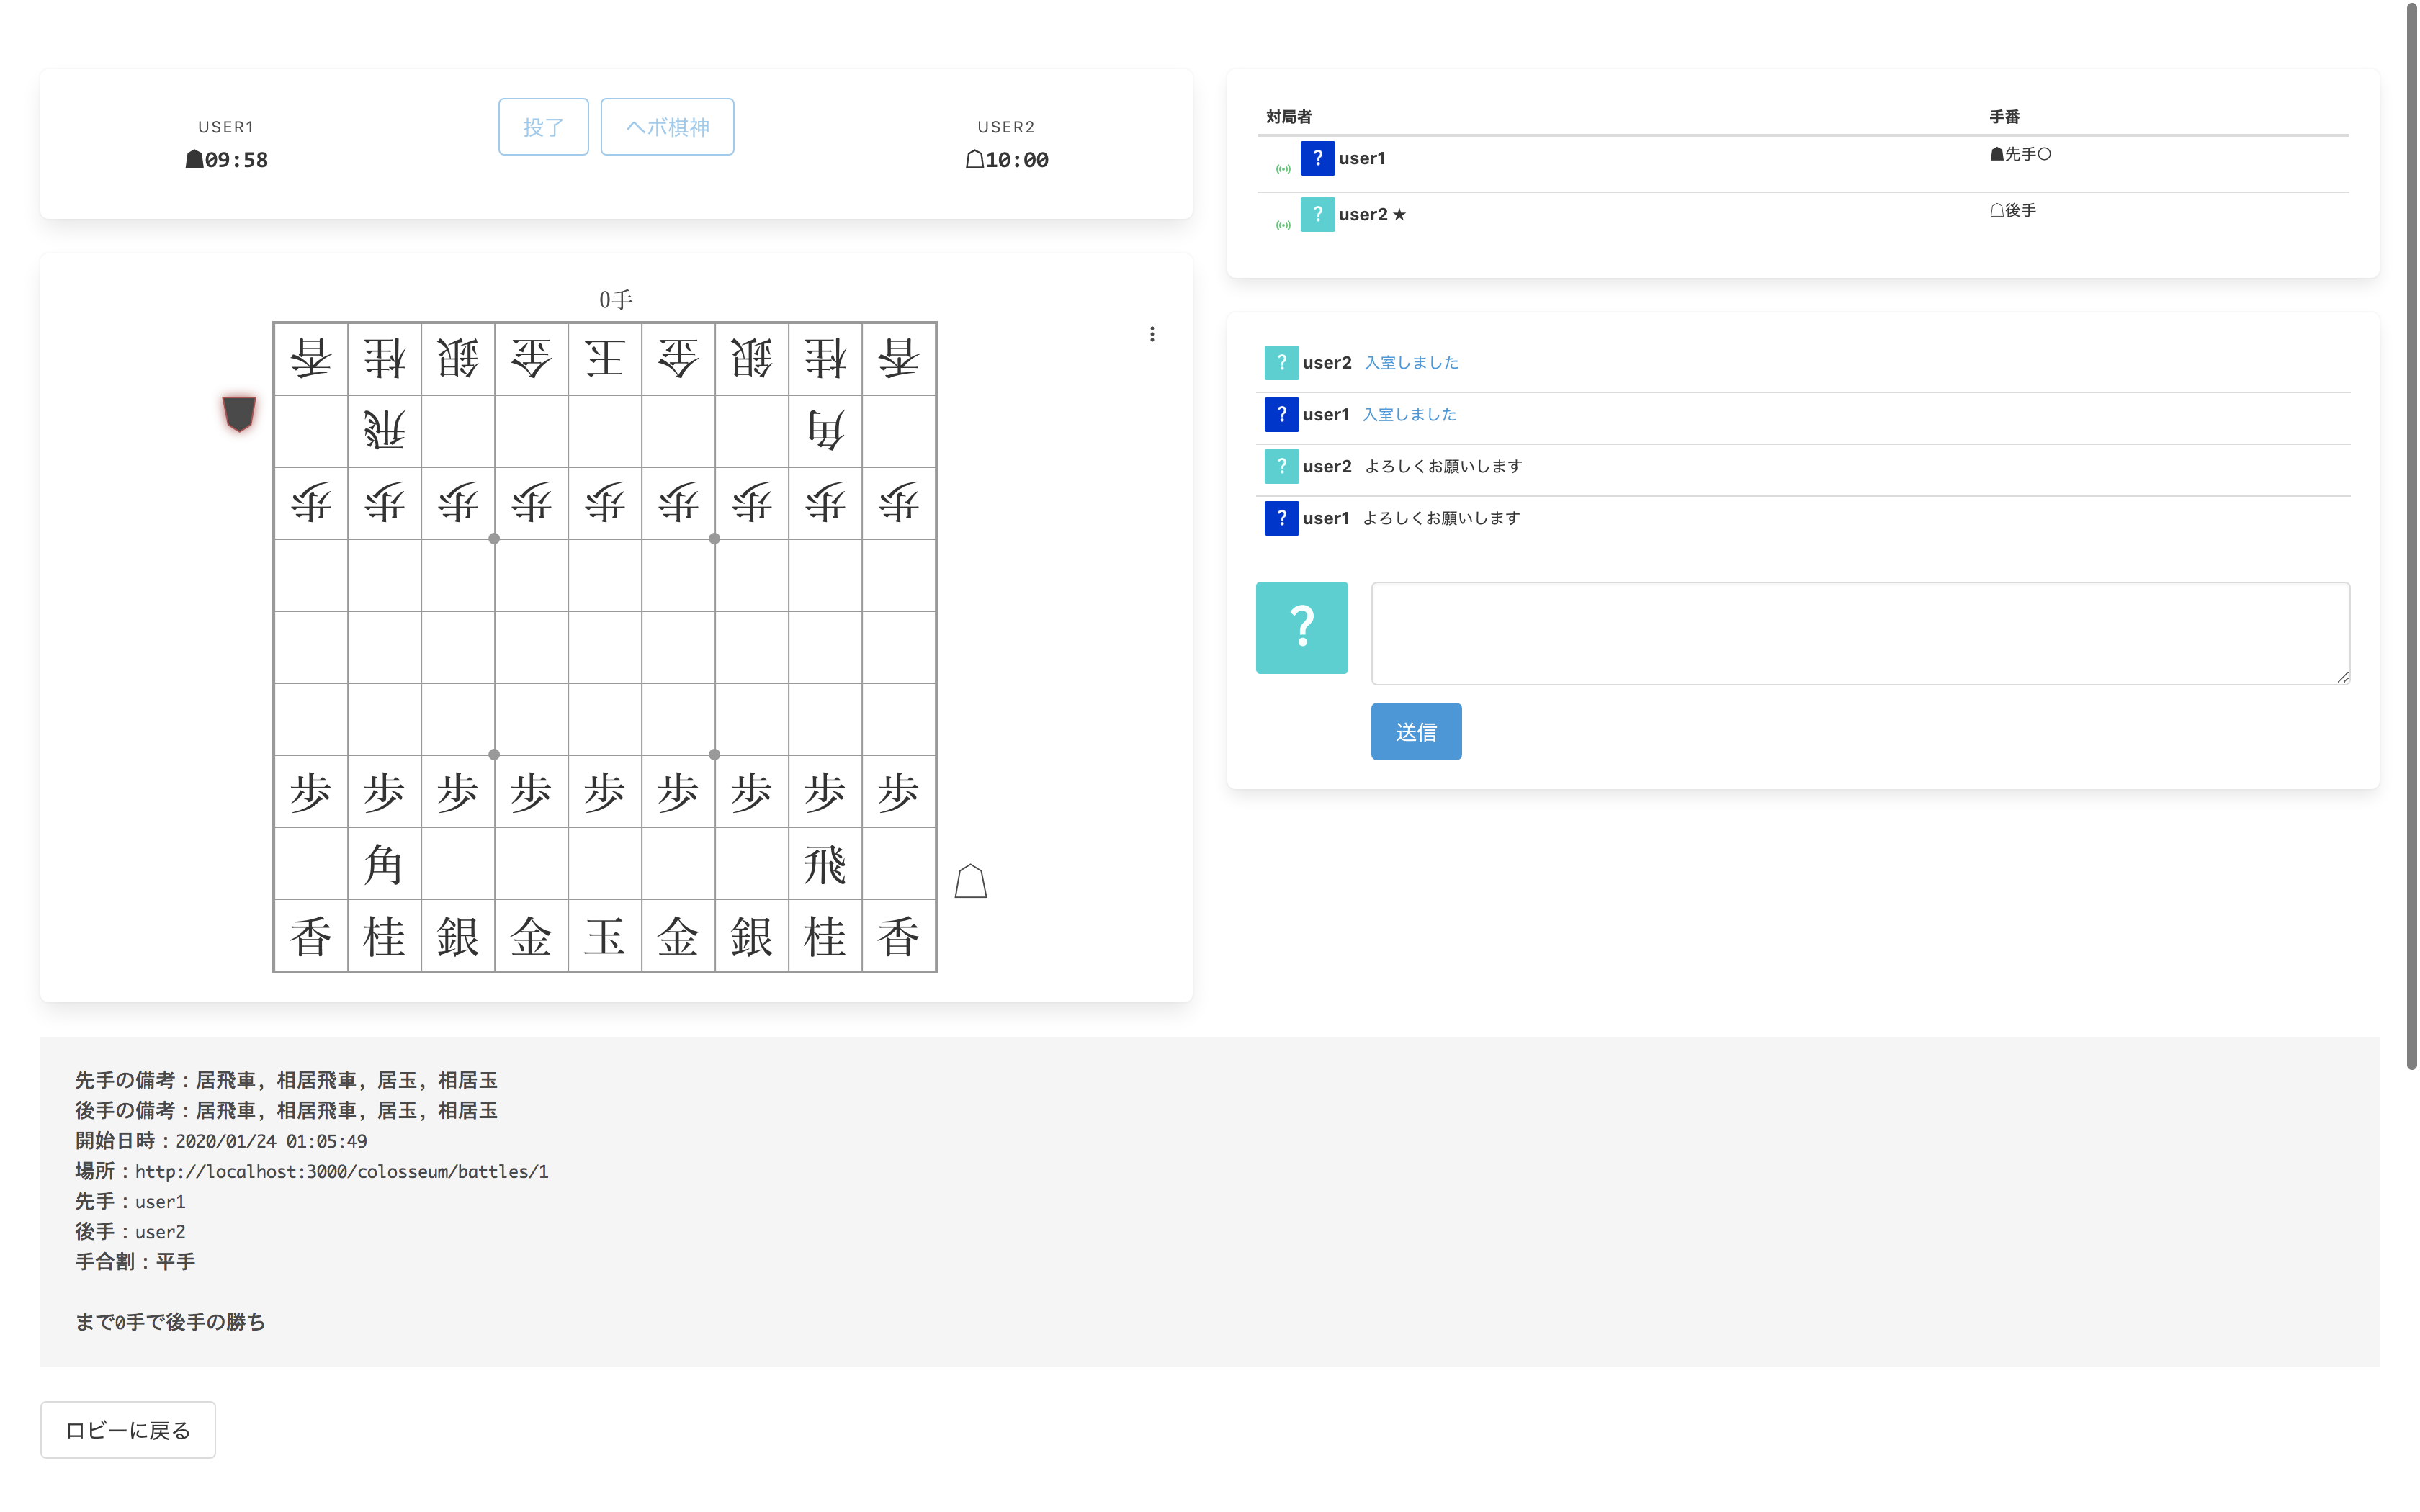 USER1
☗09:58
投了
ヘボ棋神
USER2
☖10:00
0手
香桂銀金王金銀桂香
飛角
歩歩歩歩歩歩歩歩歩
歩歩歩歩歩歩歩歩歩
角飛
香桂銀金玉金銀桂香
対局者 手番
? user1 ☗先手○
? user2 ★ ☖後手
? user2 入室しました
? user1 入室しました
? user2 よろしくお願いします
? user1 よろしくお願いします
?
送信
先手の備考：居飛車, 相居飛車, 居玉, 相居玉
後手の備考：居飛車, 相居飛車, 居玉, 相居玉
開始日時：2020/01/24 01:05:49
場所：http://localhost:3000/colosseum/battles/1
先手：user1
後手：user2
手合割：平手
まで0手で後手の勝ち
ロビーに戻る